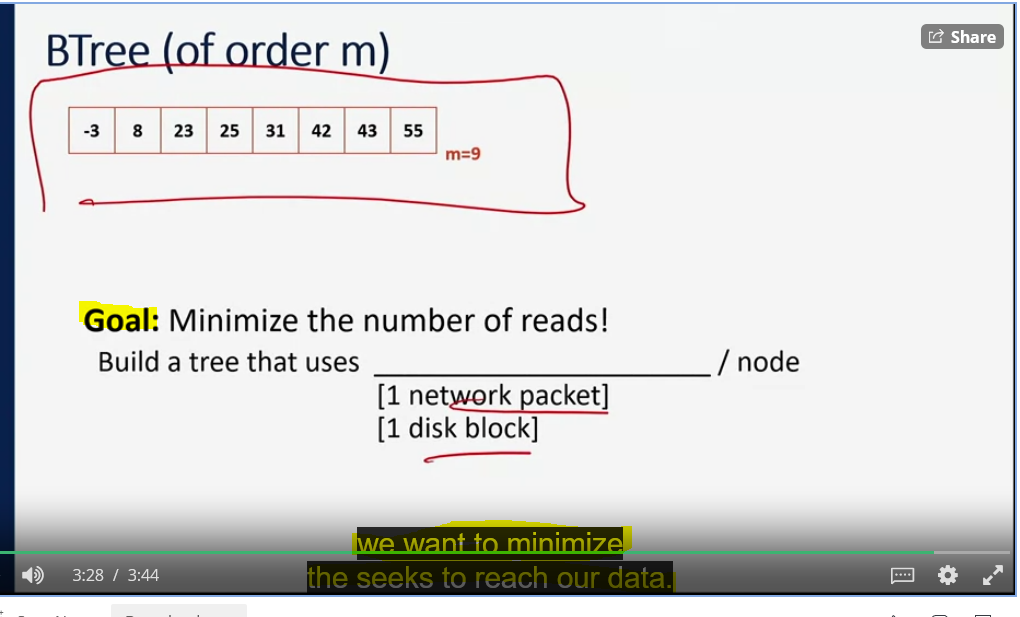 BTree (of order m)
Share
-3 8 23 25 31 42 43 55
m=9
Goal: Minimize the number of reads!
Build a tree that uses ____________________ / node
[1 network packet]
[1 disk block]
we want to minimize
the seeks to reach our data.
3:28 / 3:44